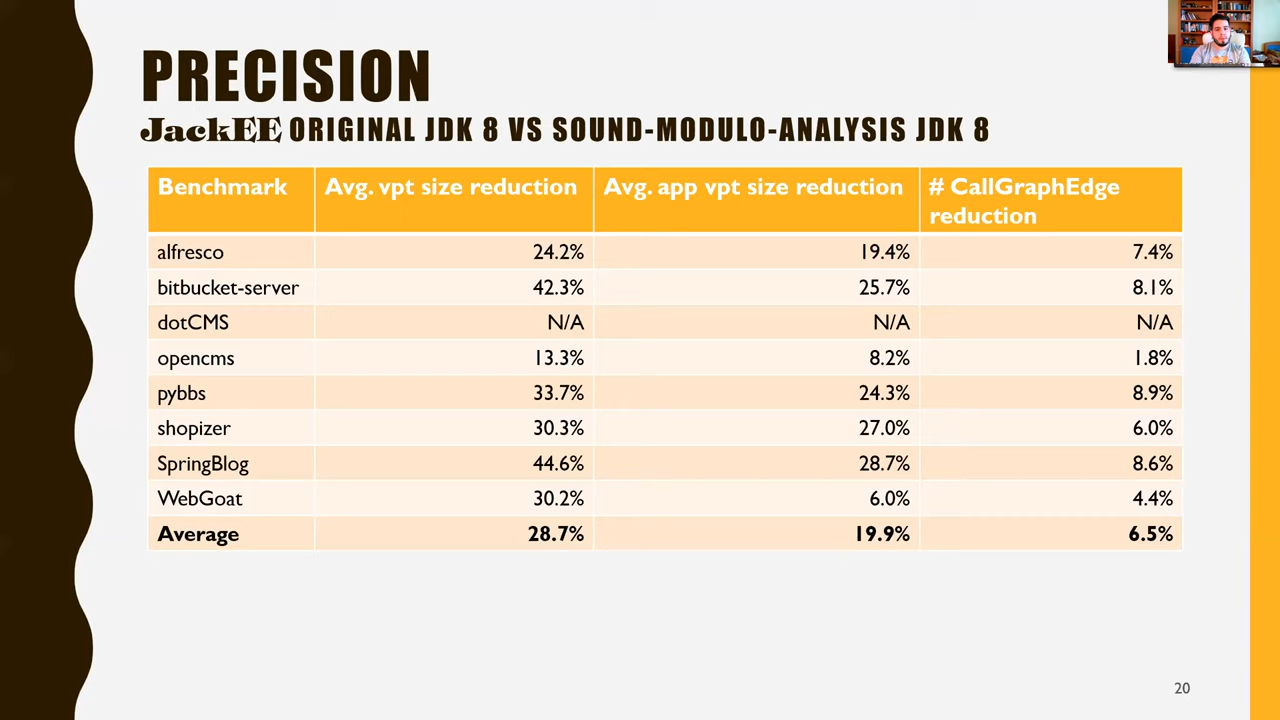 PRECISION
JackEE ORIGINAL JDK 8 VS SOUND-MODULO-ANALYSIS JDK 8
Benchmark Avg. vpt size reduction Avg. app vpt size reduction # CallGraphEdge reduction
alfresco 24.2% 19.4% 7.4%
bitbucket-server 42.3% 25.7% 8.1%
dotCMS N/A N/A N/A
opencms 13.3% 8.2% 1.8%
pybbs 33.7% 24.3% 8.9%
shopizer 30.3% 27.0% 6.0%
SpringBlog 44.6% 28.7% 8.6%
WebGoat 30.2% 6.0% 4.4%
Average 28.7% 19.9% 6.5%
20